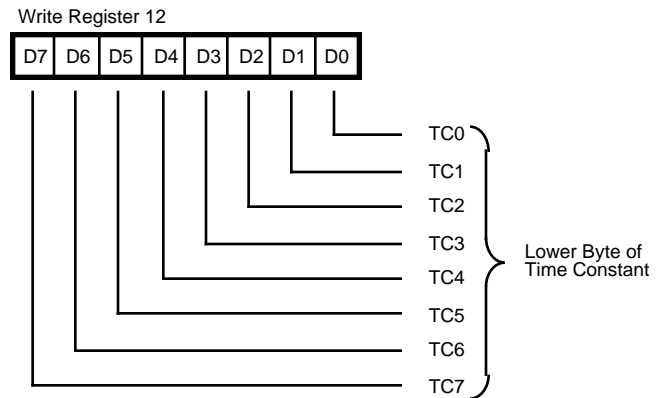 Write Register 12
D7 D6 D5 D4 D3 D2 D1 D0
TC0
TC1
TC2
TC3
TC4
TC5
TC6
TC7
Lower Byte of
Time Constant